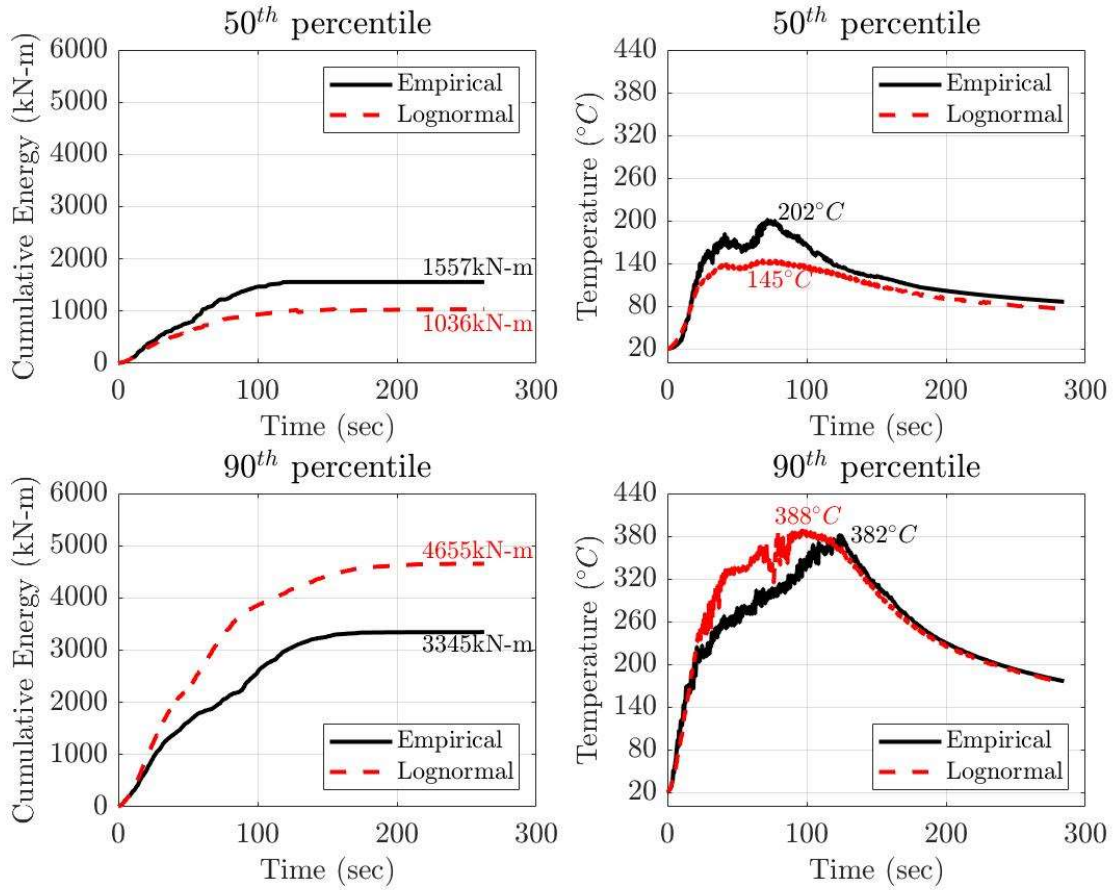 50th percentile
Cumulative Energy (kN-m)
6000
5000
4000
3000
2000
1000
0
Empirical
Lognormal
1557kN-m
1036kN-m
0 100 200 300
Time (sec)
50th percentile
Temperature (°C)
440
380
320
260
200
140
80
20
Empirical
Lognormal
202°C
145°C
0 100 200 300
Time (sec)
90th percentile
Cumulative Energy (kN-m)
6000
5000
4000
3000
2000
1000
0
4655kN-m
3345kN-m
Empirical
Lognormal
0 100 200 300
Time (sec)
90th percentile
Temperature (°C)
440
380
320
260
200
140
80
20
388°C
382°C
Empirical
Lognormal
0 100 200 300
Time (sec)